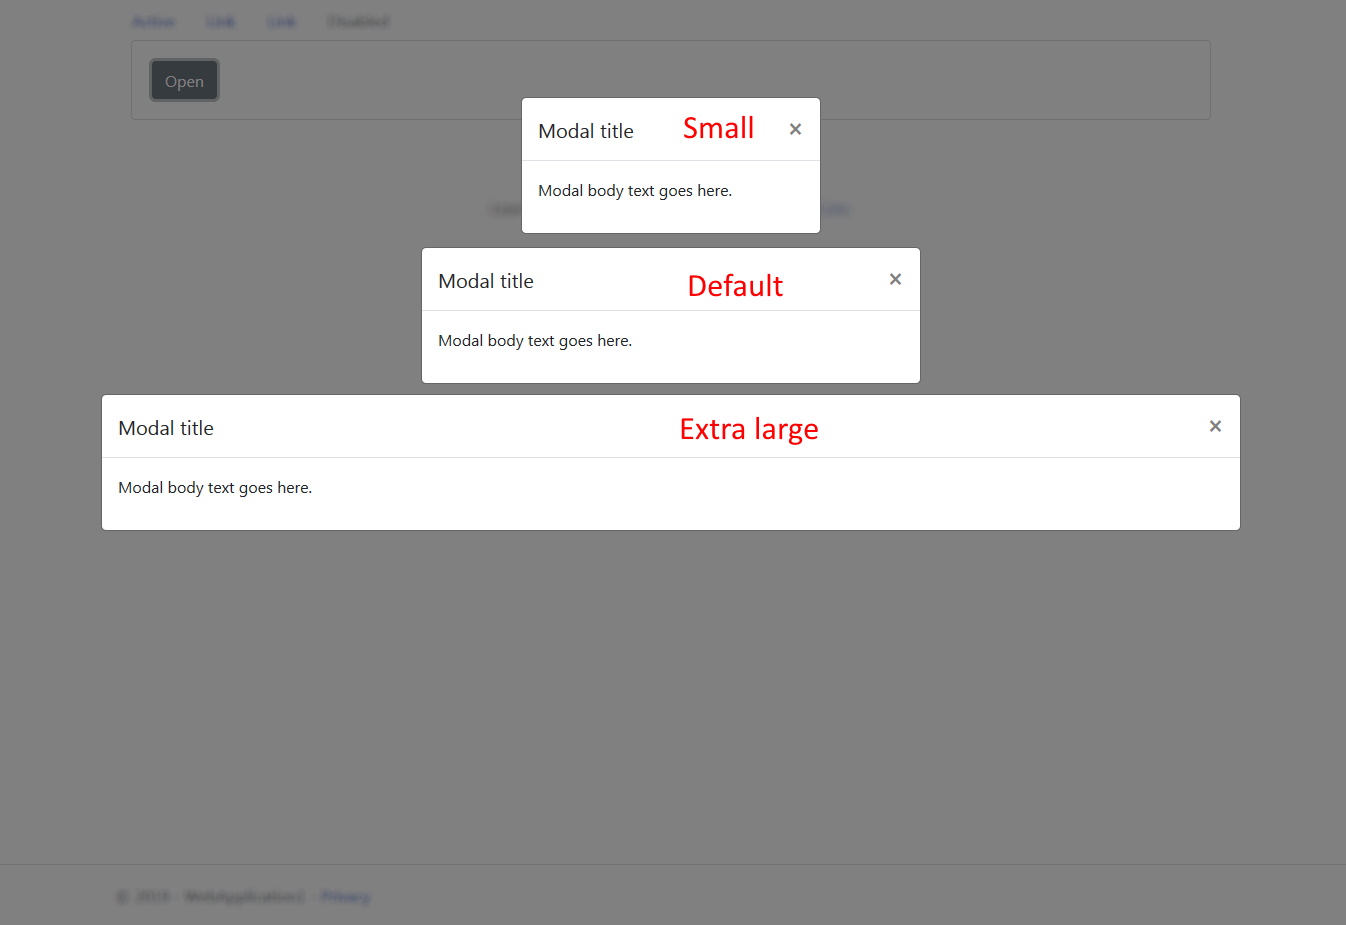 Active Link Link Disabled
Open
Modal title Small ×
Modal body text goes here.
Modal title Default ×
Modal body text goes here.
Modal title Extra large ×
Modal body text goes here.
© 2019 - WebApplication1 - Privacy